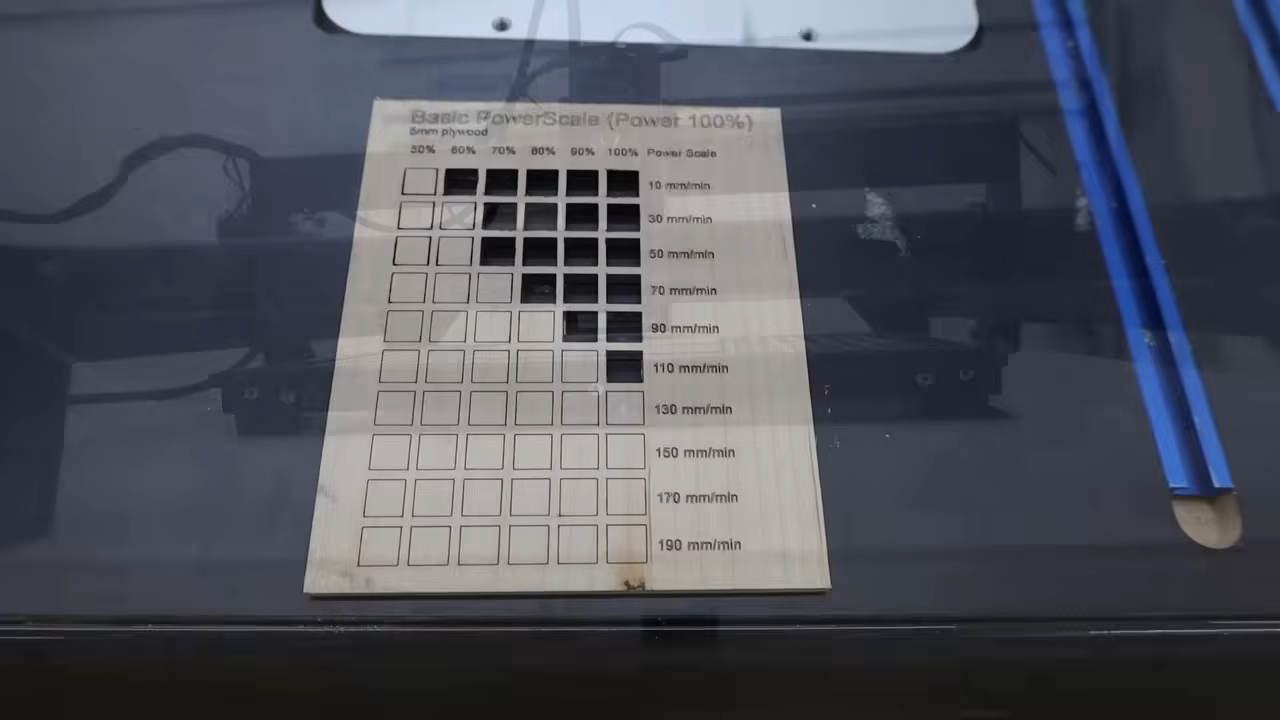 Basic PowerScale (Power 100%)
5mm plywood
50% 60% 70% 80% 90% 100% Power Scale
10 mm/min
30 mm/min
50 mm/min
70 mm/min
90 mm/min
110 mm/min
130 mm/min
150 mm/min
170 mm/min
190 mm/min